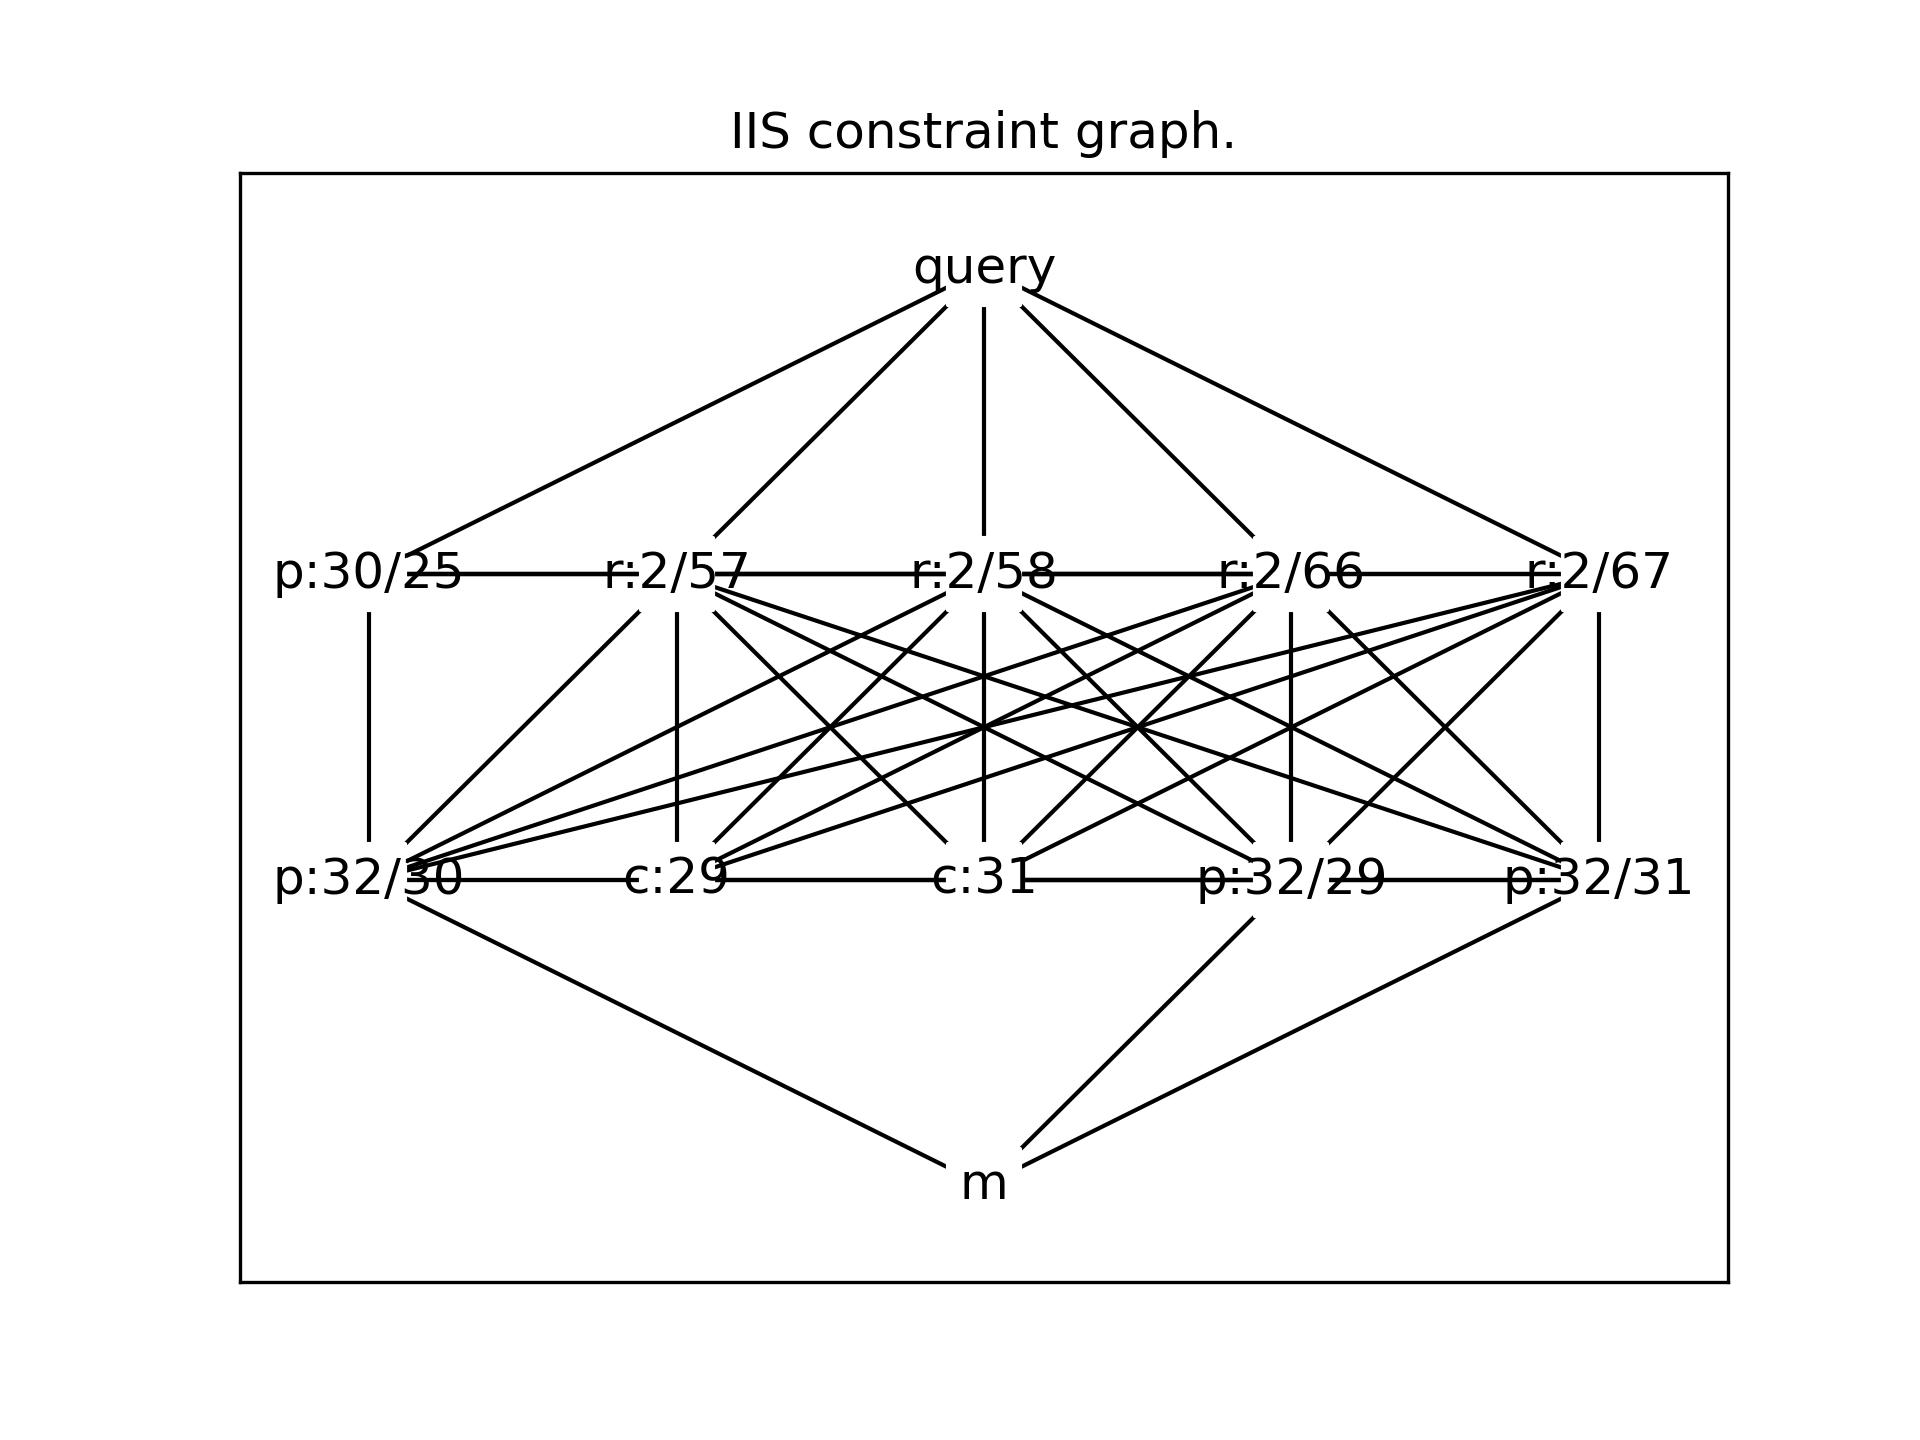 IIS constraint graph.
query
p:30/25 r:2/57 r:2/58 r:2/66 r:2/67
p:32/30 c:29 c:31 p:32/29 p:32/31
m